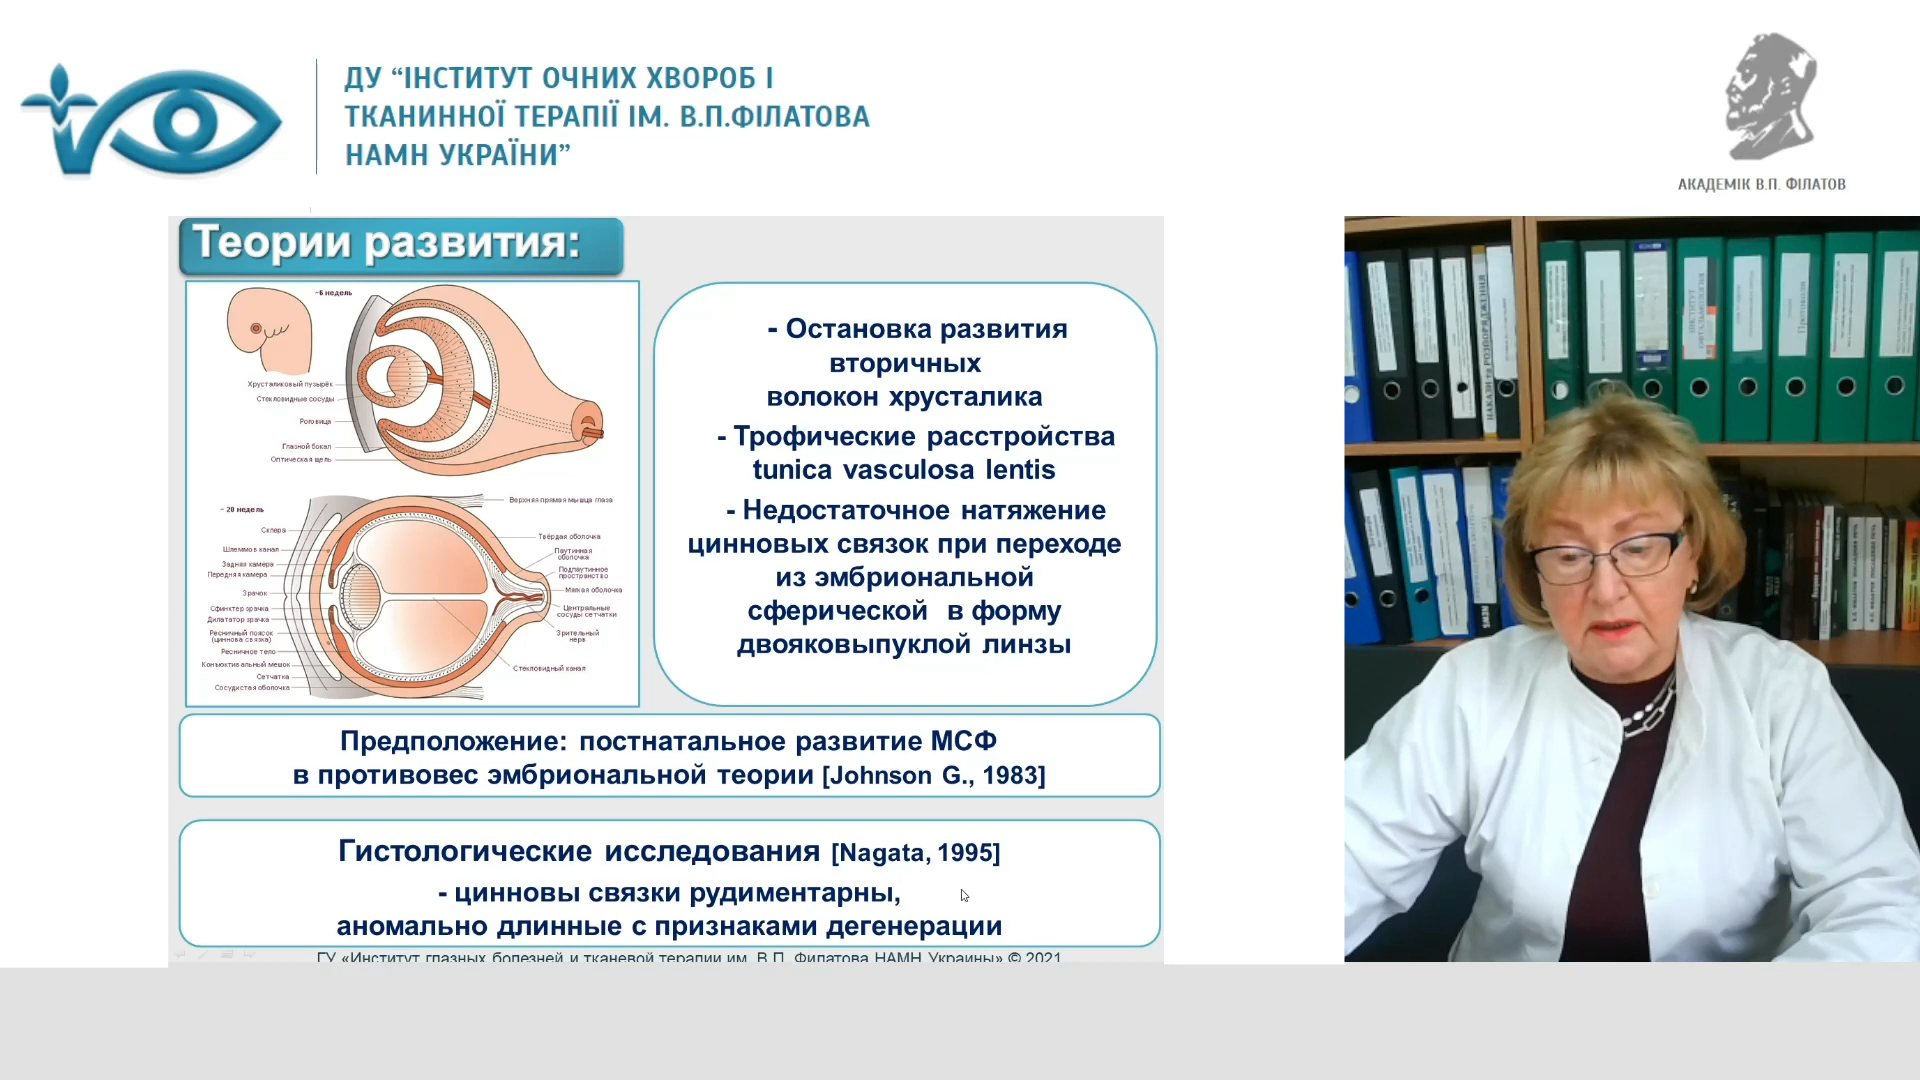 ДУ “ІНСТИТУТ ОЧНИХ ХВОРОБ І
ТКАНИННОЇ ТЕРАПІЇ ІМ. В.П.ФІЛАТОВА
НАМН УКРАЇНИ”
АКАДЕМІК В.П. ФІЛАТОВ
Теории развития:
~6 недель
Хрусталиковый пузырёк
Стекловидные сосуды
Роговица
Глазной бокал
Оптическая щель
~ 20 недель
Склера
Шлеммов канал
Задняя камера
Передняя камера
Зрачок
Сфинктер зрачка
Дилататор зрачка
Ресничный поясок
(циннова связка)
Ресничное тело
Конъюктивальный мешок
Сетчатка
Сосудистая оболочка
Верхняя прямая мышца глаза
Твёрдая оболочка
Паутинная
оболочка
Подпаутинное
пространство
Мягкая оболочка
Центральные
сосуды сетчатки
Зрительный
нерв
Стекловидный канал
- Остановка развития
вторичных
волокон хрусталика
- Трофические расстройства
tunica vasculosa lentis
- Недостаточное натяжение
цинновых связок при переходе
из эмбриональной
сферической в форму
двояковыпуклой линзы
Предположение: постнатальное развитие МСФ
в противовес эмбриональной теории [Johnson G., 1983]
Гистологические исследования [Nagata, 1995]
- цинновы связки рудиментарны,
аномально длинные с признаками дегенерации
ГУ «Институт глазных болезней и тканевой терапии им. В.П. Филатова НАМН Украины» © 2021